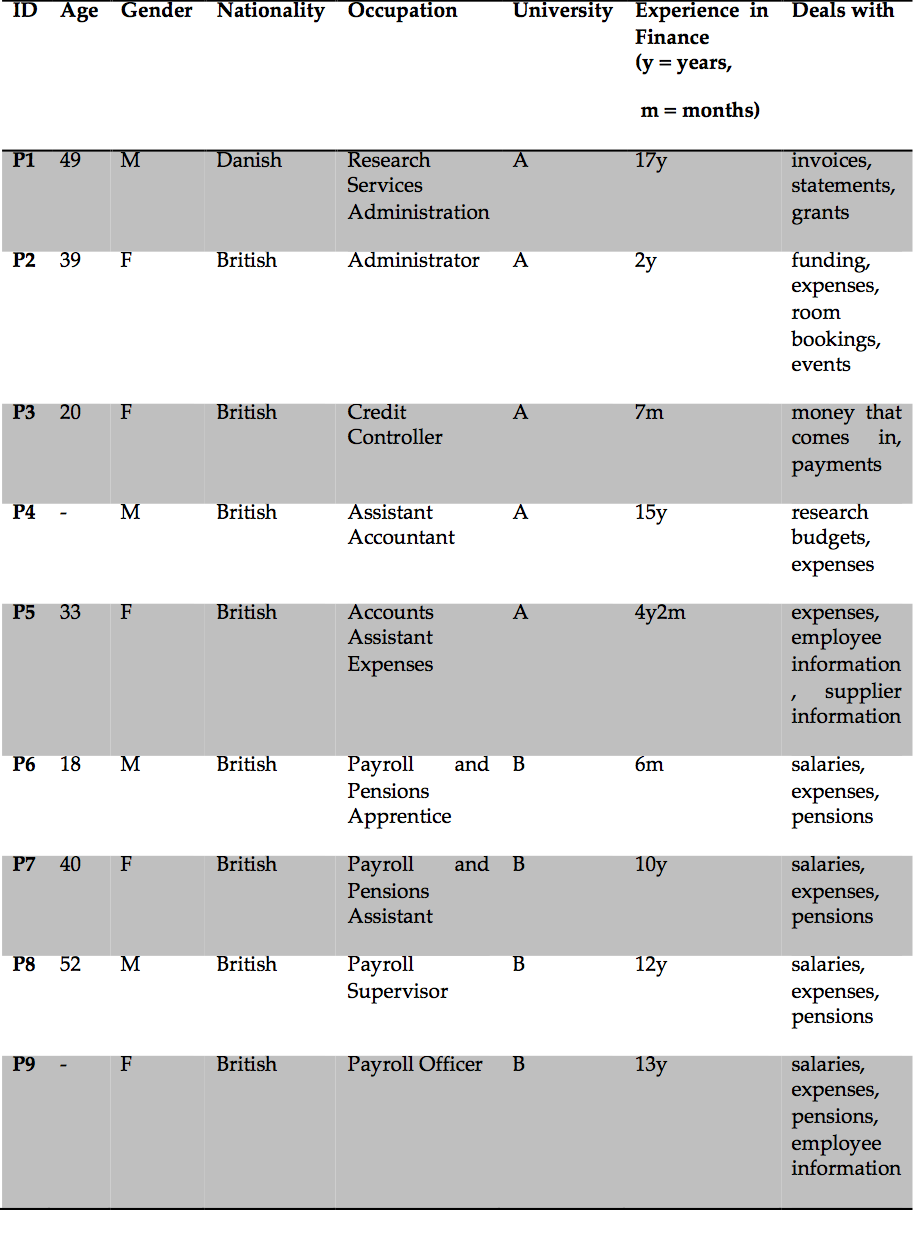 ID Age Gender Nationality Occupation University Experience in Deals with
Finance
(y = years,
m = months)
P1 49 M Danish Research A 17y invoices,
Services statements,
Administration grants
P2 39 F British Administrator A 2y funding,
expenses,
room
bookings,
events
P3 20 F British Credit A 7m money that
Controller comes in,
payments
P4 - M British Assistant A 15y research
Accountant budgets,
expenses
P5 33 F British Accounts A 4y2m expenses,
Assistant employee
Expenses information
, supplier
information
P6 18 M British Payroll and B 6m salaries,
Pensions expenses,
Apprentice pensions
P7 40 F British Payroll and B 10y salaries,
Pensions expenses,
Assistant pensions
P8 52 M British Payroll B 12y salaries,
Supervisor expenses,
pensions
P9 - F British Payroll Officer B 13y salaries,
expenses,
pensions,
employee
information